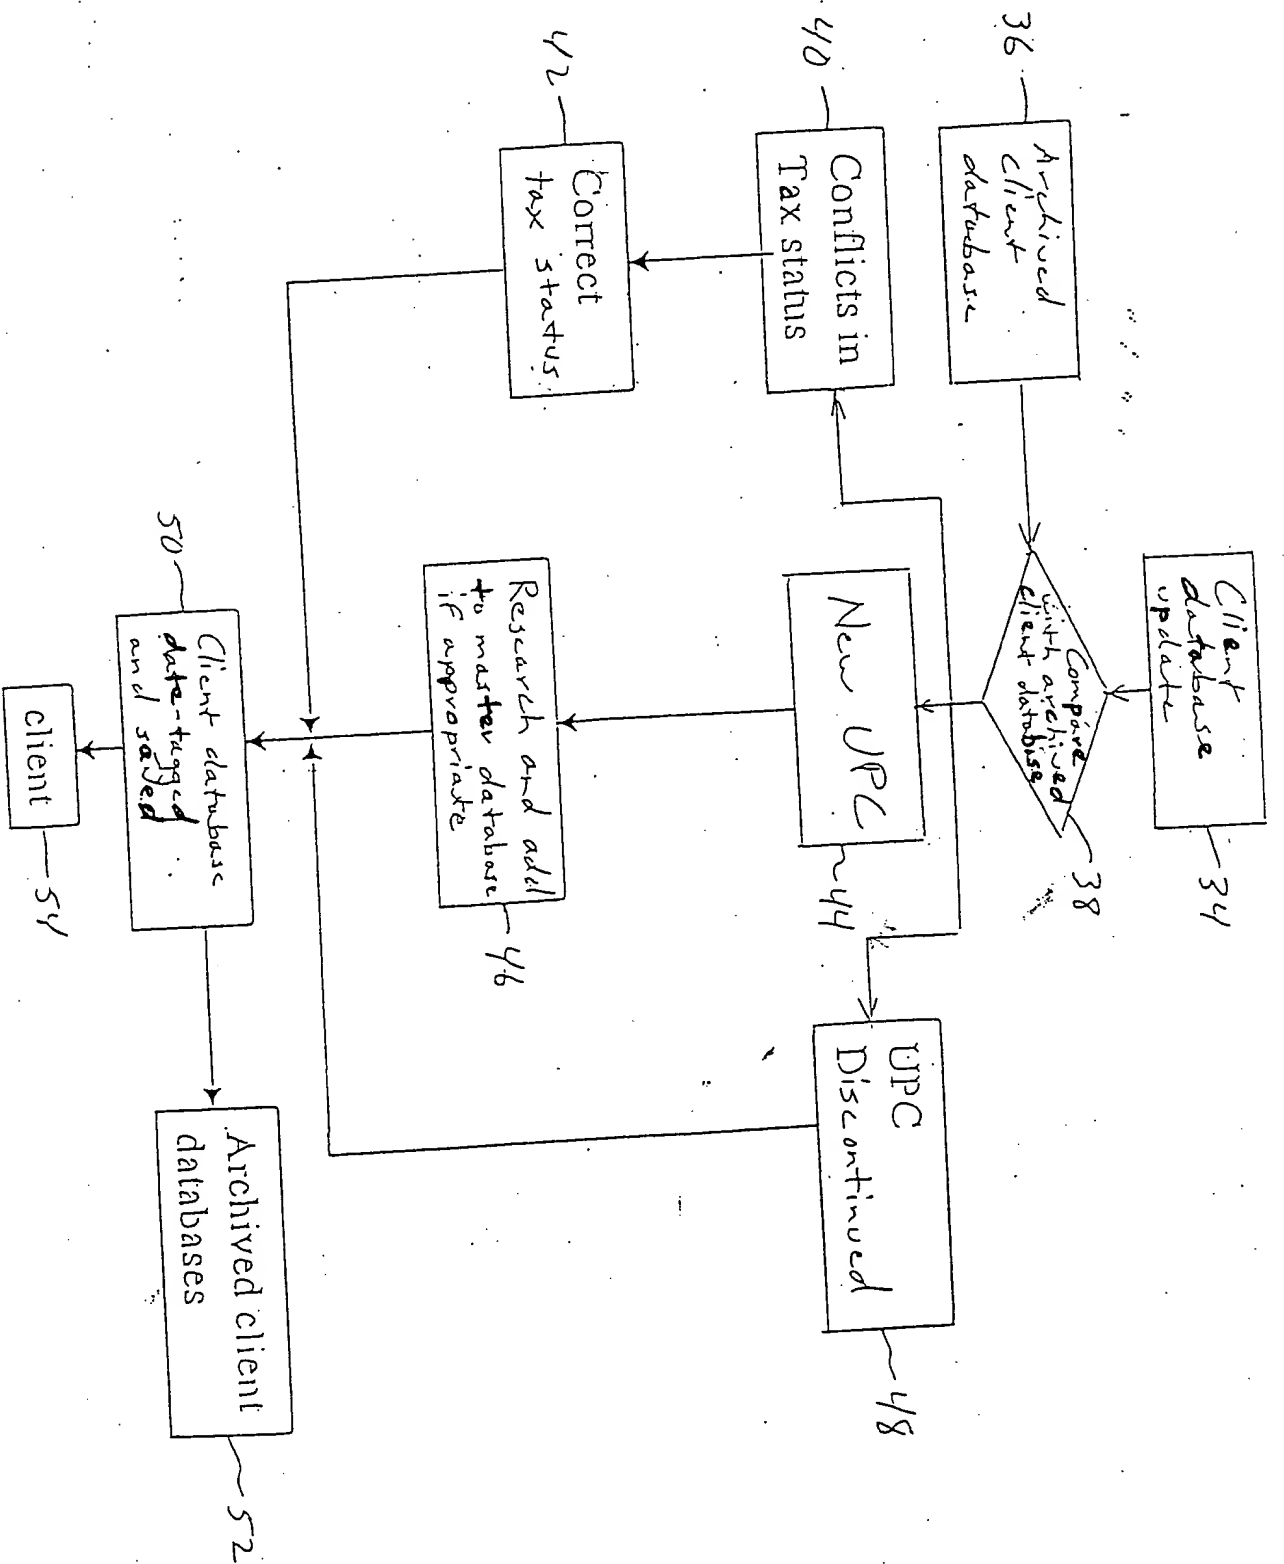 Client
database
update
34
36
Archived
client
database
Compare
with archived
client database
38
40
Conflicts in
Tax status
New UPC
44
UPC
Discontinued
48
42
Correct
tax status
Research and add
to master database
if appropriate
46
50
Client database
date-tagged
and saved
Archived client
databases
52
client
54